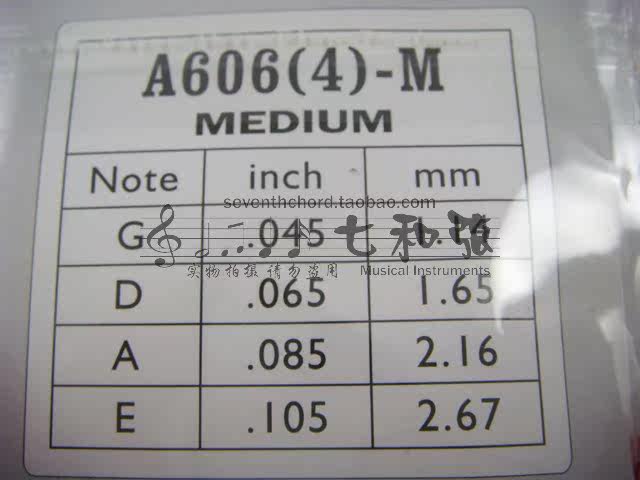 A606(4)-M
MEDIUM
Note inch mm
seventhchord.taobao.com
G .045
七和弦
实物拍摄 请勿盗用 Musical Instruments
D .065 1.65
A .085 2.16
E .105 2.67